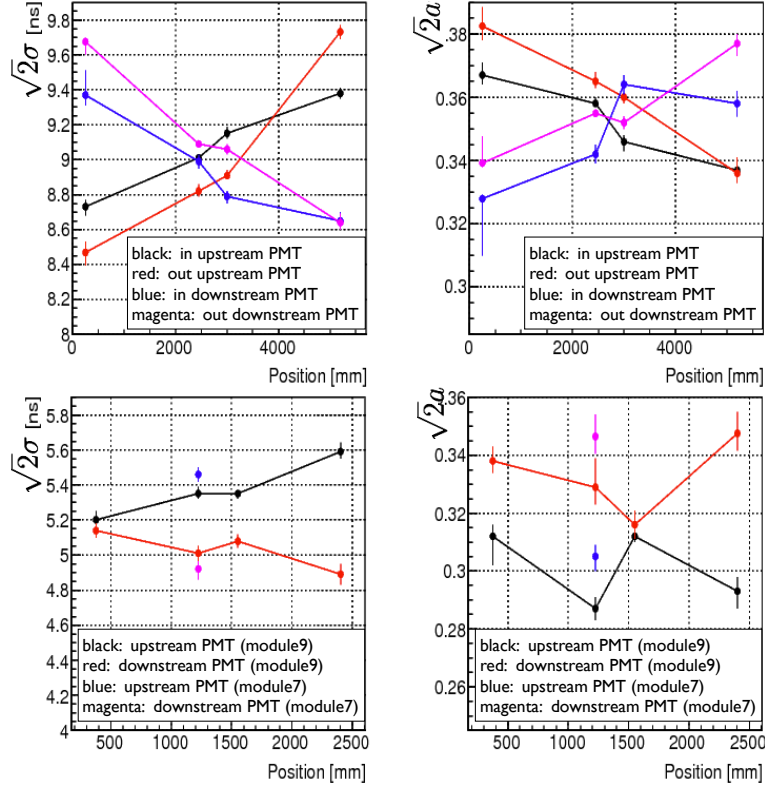 √2σ [ns]
9.8
9.6
9.4
9.2
9
8.8
8.6
8.4
8.2
8
0
2000
4000
Position [mm]
black: in upstream PMT
red: out upstream PMT
blue: in downstream PMT
magenta: out downstream PMT
√2a
0.38
0.36
0.34
0.32
0.3
0
2000
4000
Position [mm]
black: in upstream PMT
red: out upstream PMT
blue: in downstream PMT
magenta: out downstream PMT
√2σ [ns]
5.8
5.6
5.4
5.2
5
4.8
4.6
4.4
4.2
4
500
1000
1500
2000
2500
Position [mm]
black: upstream PMT (module9)
red: downstream PMT (module9)
blue: upstream PMT (module7)
magenta: downstream PMT (module7)
√2a
0.36
0.34
0.32
0.3
0.28
0.26
500
1000
1500
2000
2500
Position [mm]
black: upstream PMT (module9)
red: downstream PMT (module9)
blue: upstream PMT (module7)
magenta: downstream PMT (module7)